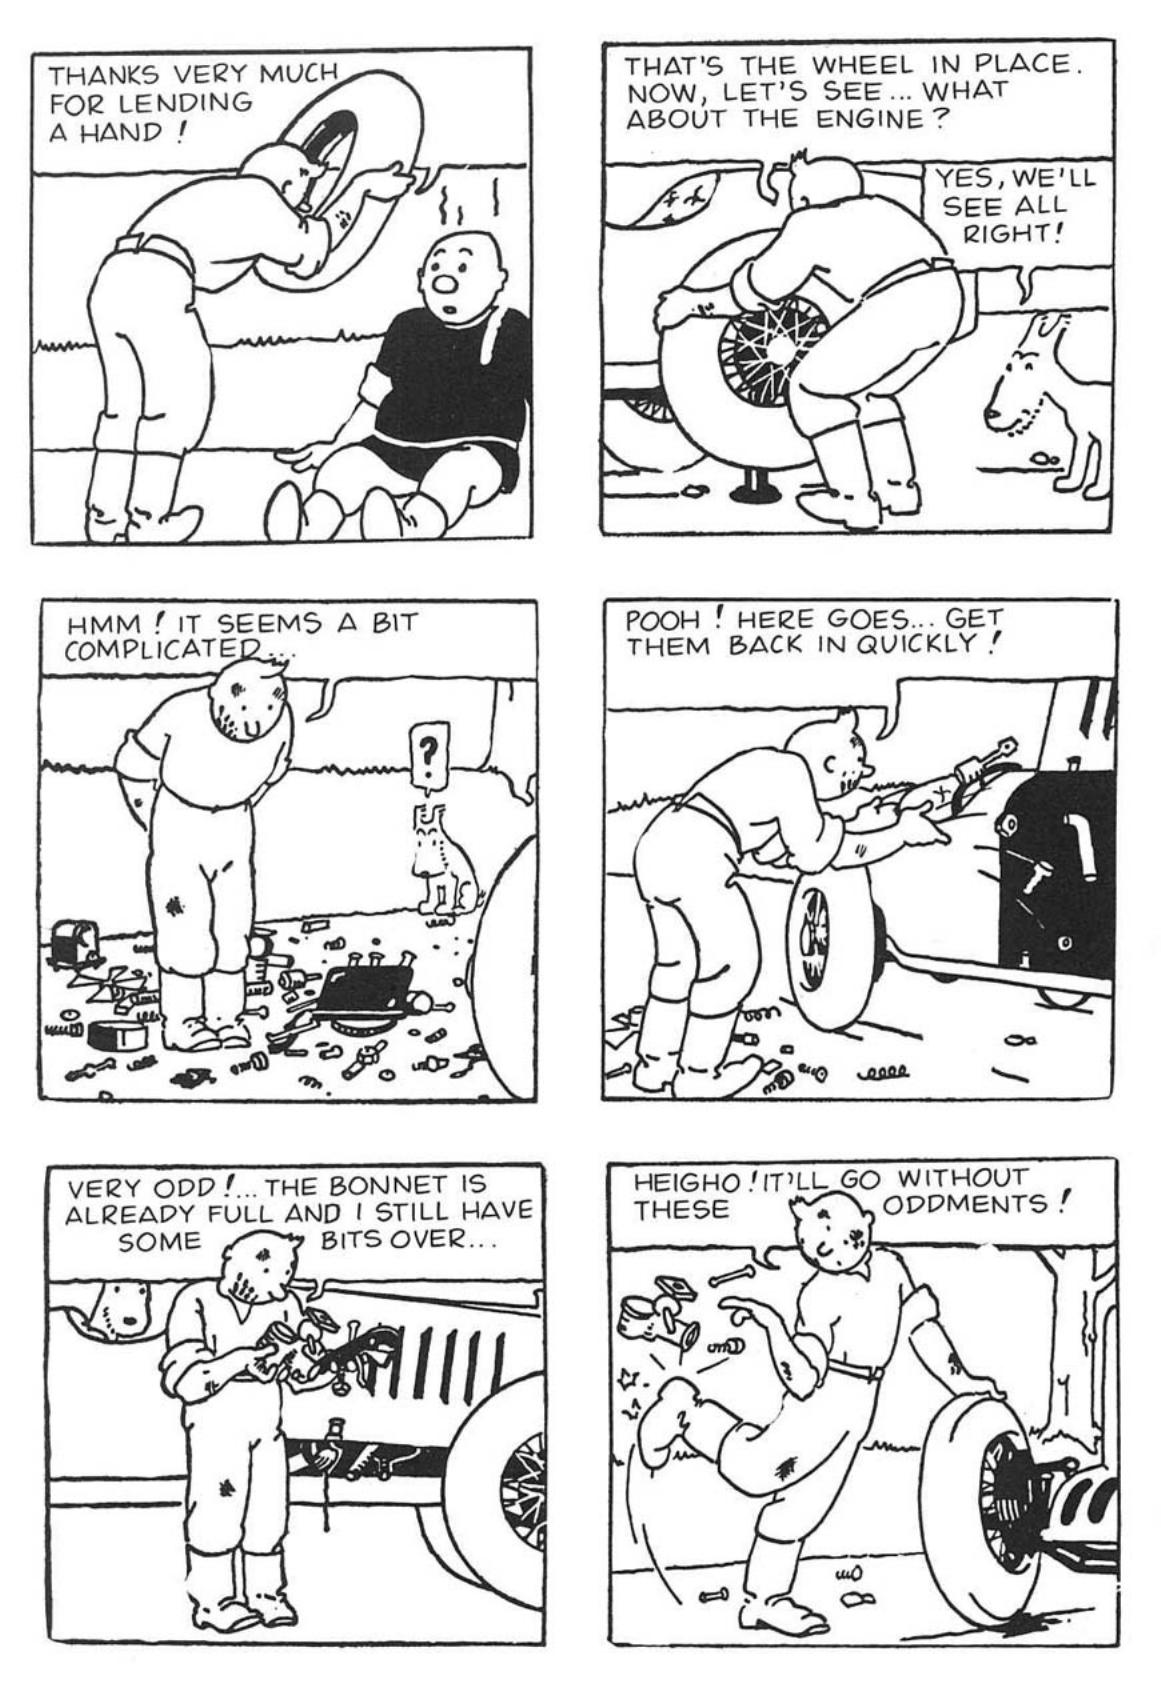 THANKS VERY MUCH
FOR LENDING
A HAND !
THAT'S THE WHEEL IN PLACE.
NOW, LET'S SEE... WHAT
ABOUT THE ENGINE ?
YES, WE'LL
SEE ALL
RIGHT!
HMM ! IT SEEMS A BIT
COMPLICATED...
?
POOH ! HERE GOES... GET
THEM BACK IN QUICKLY !
VERY ODD !... THE BONNET IS
ALREADY FULL AND I STILL HAVE
SOME BITS OVER...
HEIGHO ! IT'LL GO WITHOUT
THESE ODDMENTS !